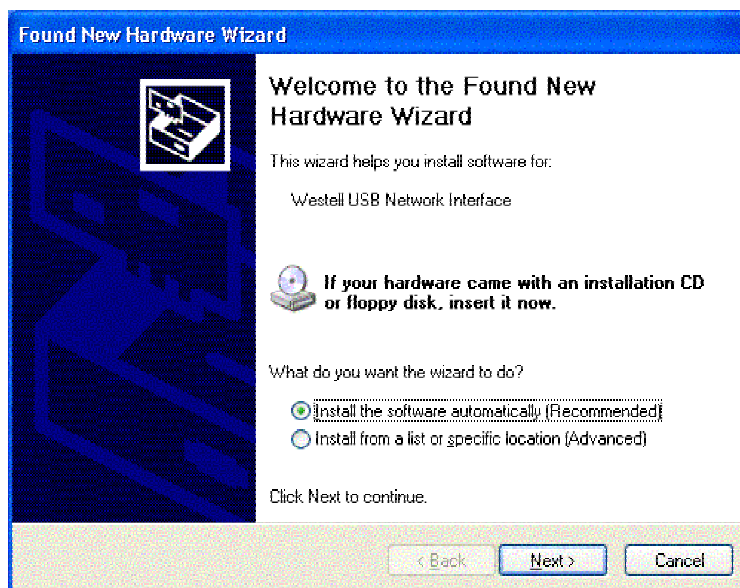 Found New Hardware Wizard
Welcome to the Found New
Hardware Wizard
This wizard helps you install software for:
Westell USB Network Interface
If your hardware came with an installation CD
or floppy disk, insert it now.
What do you want the wizard to do?
Install the software automatically (Recommended)
Install from a list or specific location (Advanced)
Click Next to continue.
< Back
Next >
Cancel